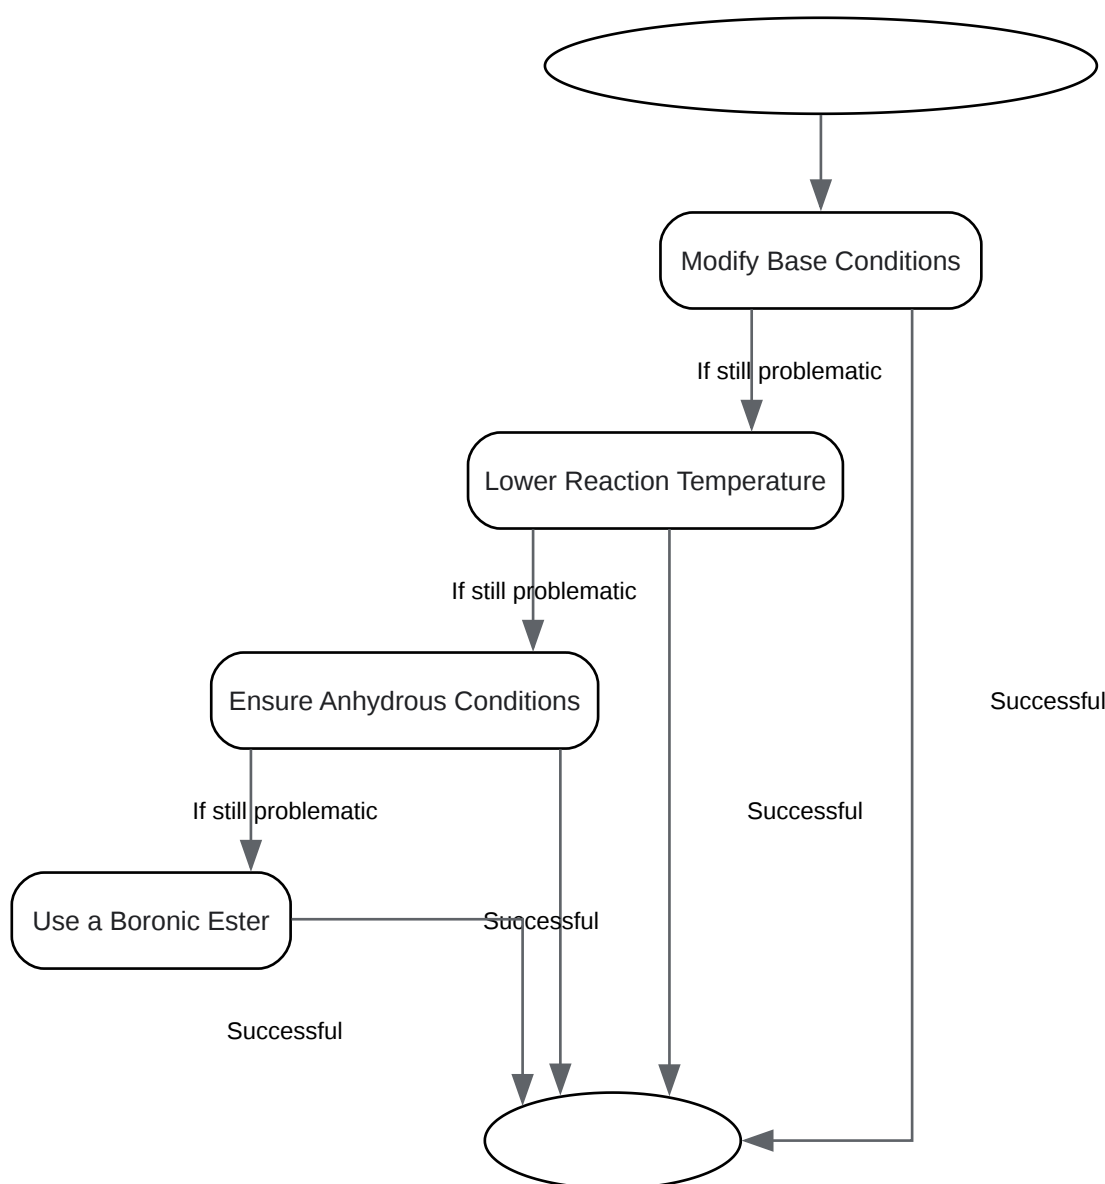 Modify Base Conditions
If still problematic
Lower Reaction Temperature
If still problematic
Ensure Anhydrous Conditions
Successful
If still problematic
Successful
Use a Boronic Ester
Successful
Successful